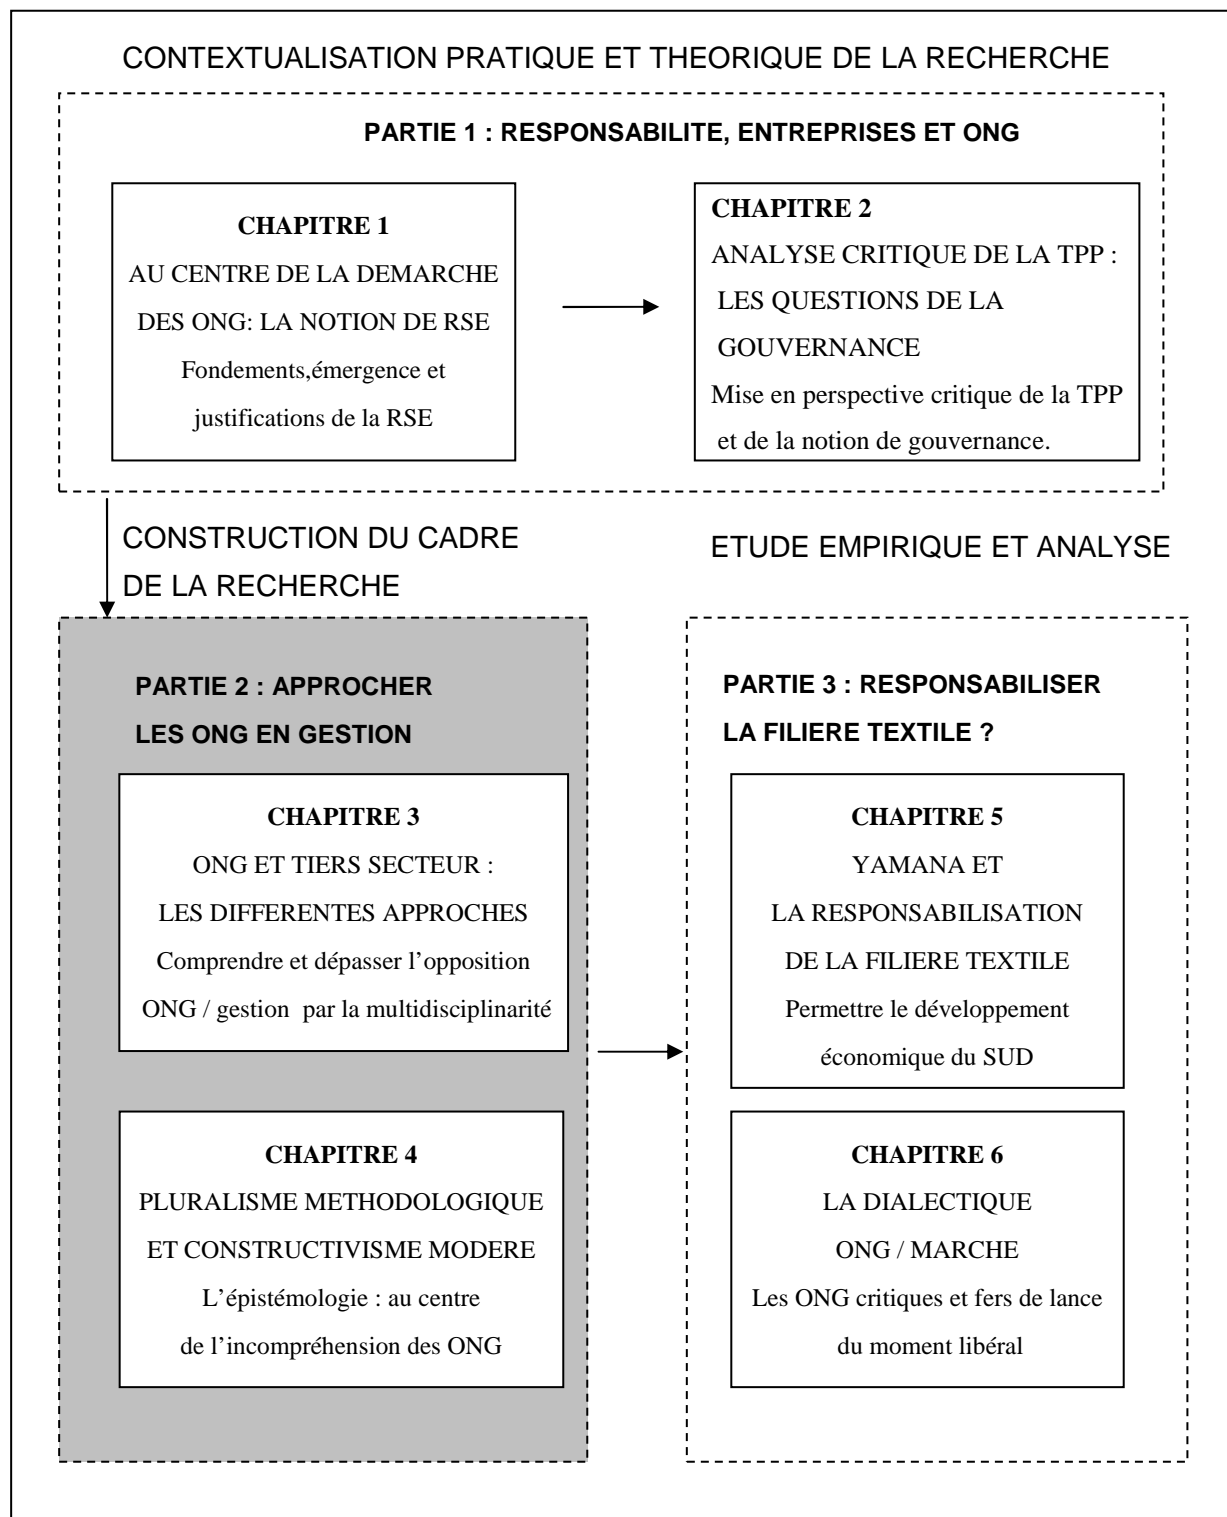 CONTEXTUALISATION PRATIQUE ET THEORIQUE DE LA RECHERCHE
PARTIE 1 : RESPONSABILITE, ENTREPRISES ET ONG
CHAPITRE 1
AU CENTRE DE LA DEMARCHE
DES ONG: LA NOTION DE RSE
Fondements,émergence et
justifications de la RSE
CHAPITRE 2
ANALYSE CRITIQUE DE LA TPP :
LES QUESTIONS DE LA
GOUVERNANCE
Mise en perspective critique de la TPP
et de la notion de gouvernance.
CONSTRUCTION DU CADRE
DE LA RECHERCHE
PARTIE 2 : APPROCHER
LES ONG EN GESTION
CHAPITRE 3
ONG ET TIERS SECTEUR :
LES DIFFERENTES APPROCHES
Comprendre et dépasser l’opposition
ONG / gestion par la multidisciplinarité
CHAPITRE 4
PLURALISME METHODOLOGIQUE
ET CONSTRUCTIVISME MODERE
L’épistémologie : au centre
de l’incompréhension des ONG
ETUDE EMPIRIQUE ET ANALYSE
PARTIE 3 : RESPONSABILISER
LA FILIERE TEXTILE ?
CHAPITRE 5
YAMANA ET
LA RESPONSABILISATION
DE LA FILIERE TEXTILE
Permettre le développement
économique du SUD
CHAPITRE 6
LA DIALECTIQUE
ONG / MARCHE
Les ONG critiques et fers de lance
du moment libéral